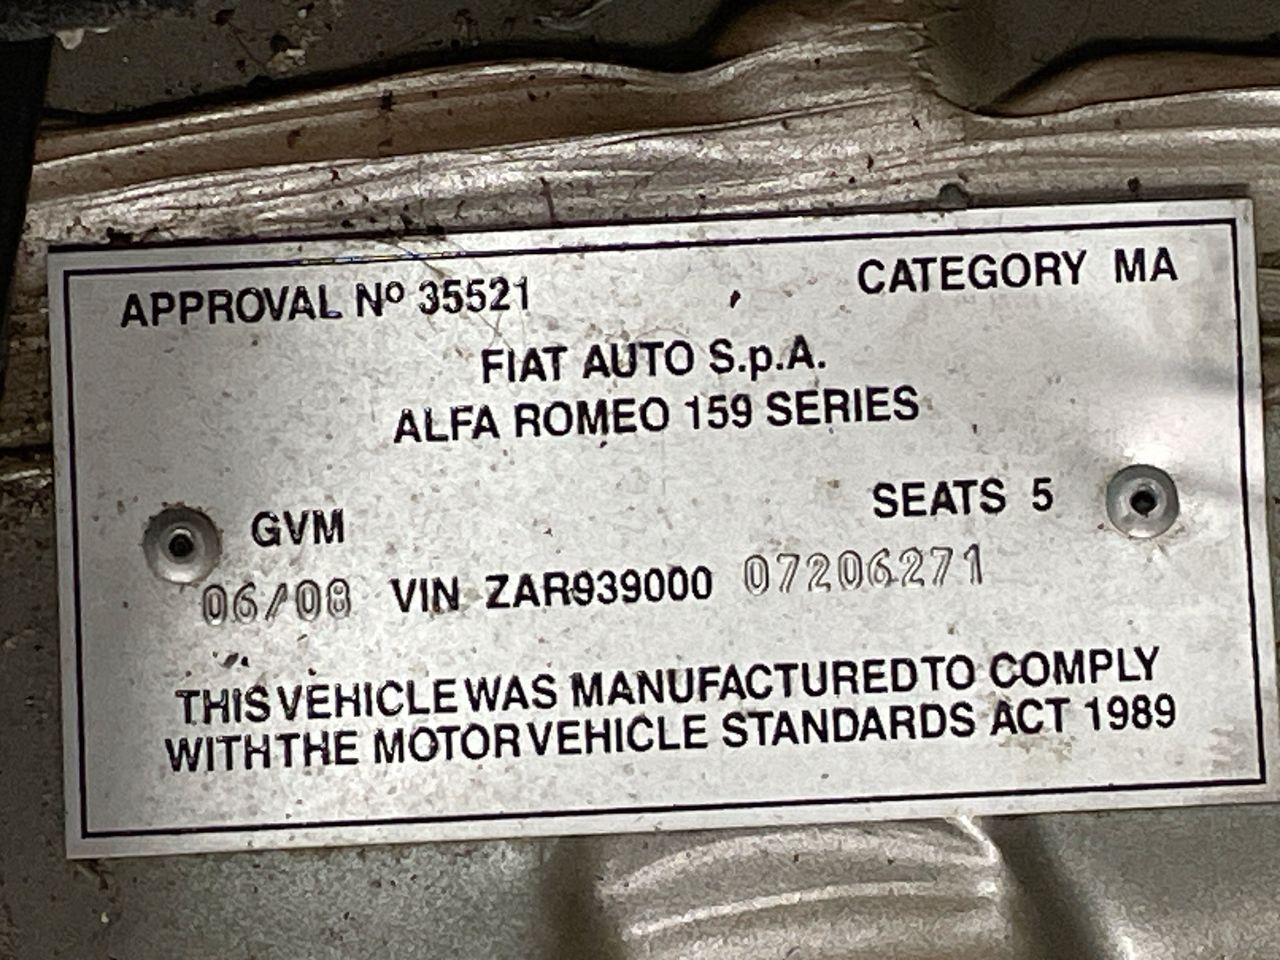 APPROVAL Nº 35521 CATEGORY MA
FIAT AUTO S.p.A.
ALFA ROMEO 159 SERIES
GVM SEATS 5
06/08 VIN ZAR939000 07206271
THIS VEHICLE WAS MANUFACTURED TO COMPLY
WITH THE MOTOR VEHICLE STANDARDS ACT 1989